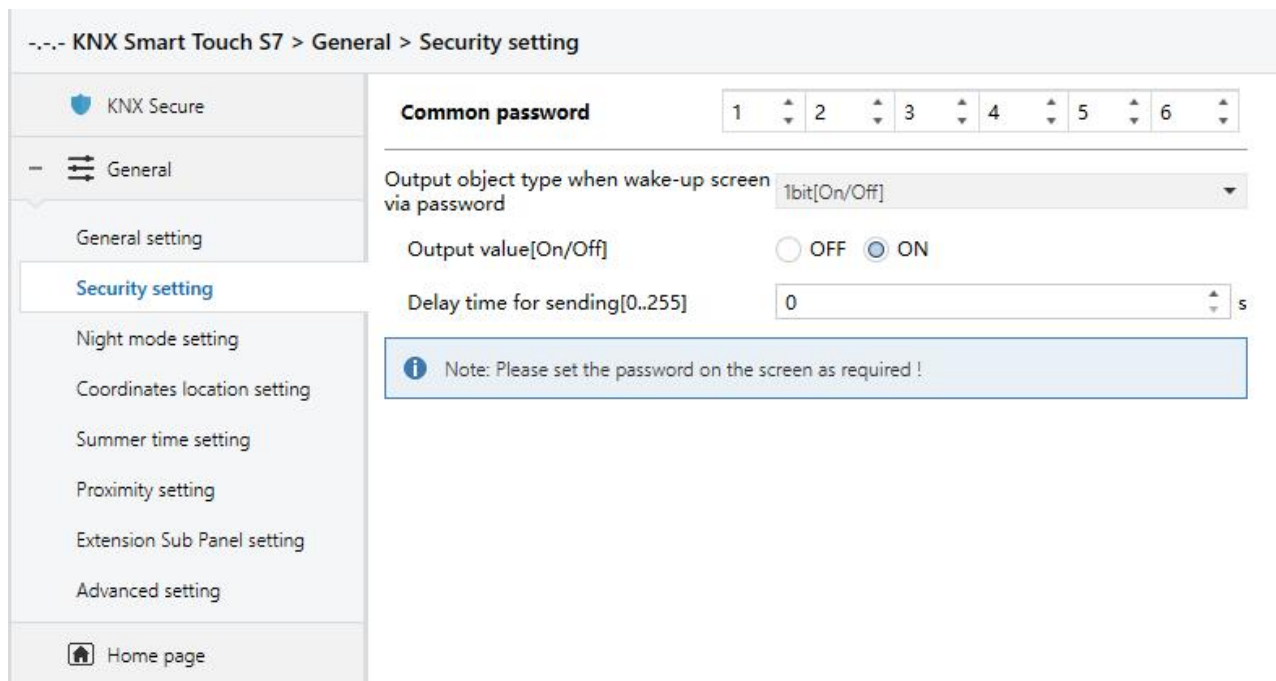 -.-.- KNX Smart Touch S7 > General > Security setting
KNX Secure
General
General setting
Security setting
Night mode setting
Coordinates location setting
Summer time setting
Proximity setting
Extension Sub Panel setting
Advanced setting
Home page
Common password 1 2 3 4 5 6
Output object type when wake-up screen
via password
1bit[On/Off]
Output value[On/Off] OFF ON
Delay time for sending[0..255] 0 s
Note: Please set the password on the screen as required !